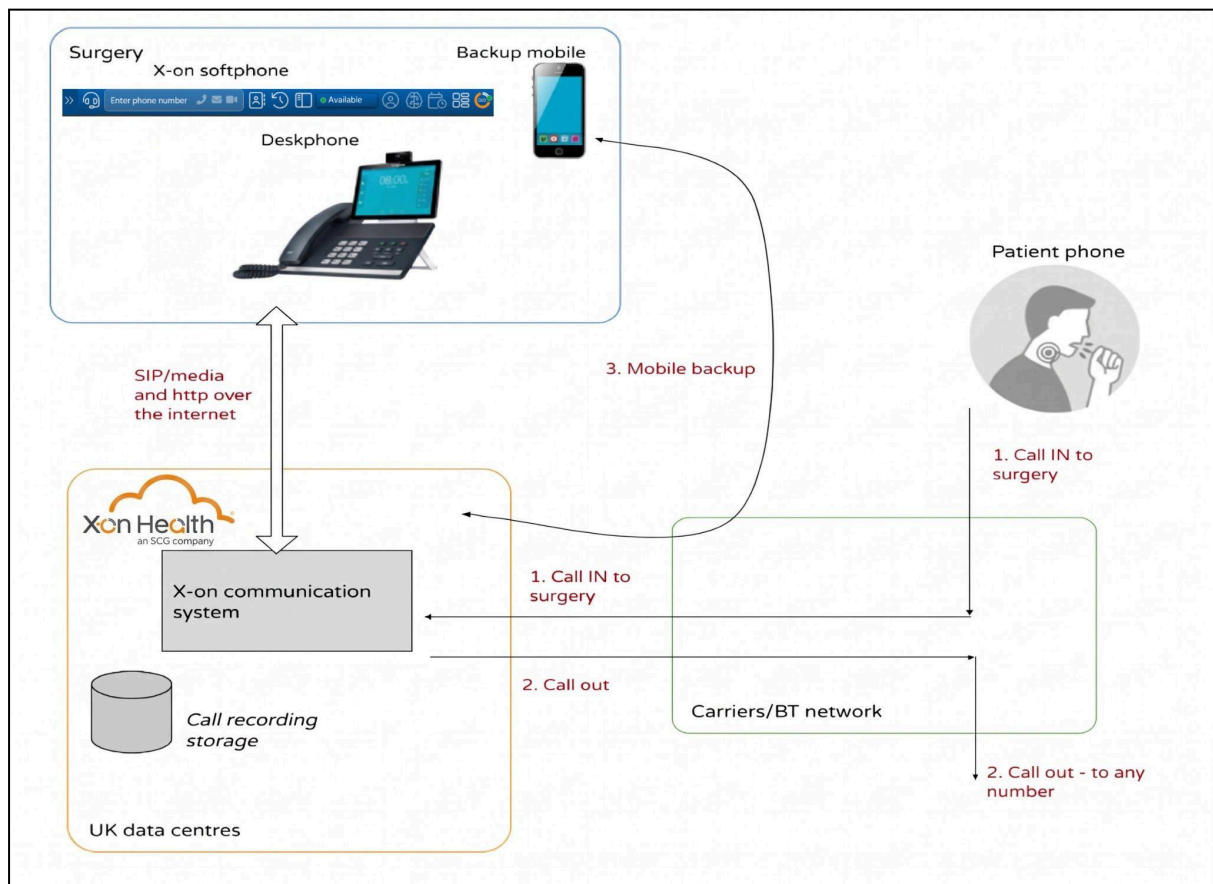 Surgery
X-on softphone
Backup mobile
>> Enter phone number Available
Deskphone
08:00
Patient phone
SIP/media
and http over
the internet
3. Mobile backup
1. Call IN to
surgery
X-on Health
an SCG company
X-on communication
system
1. Call IN to
surgery
2. Call out
Carriers/BT network
Call recording
storage
2. Call out - to any
number
UK data centres